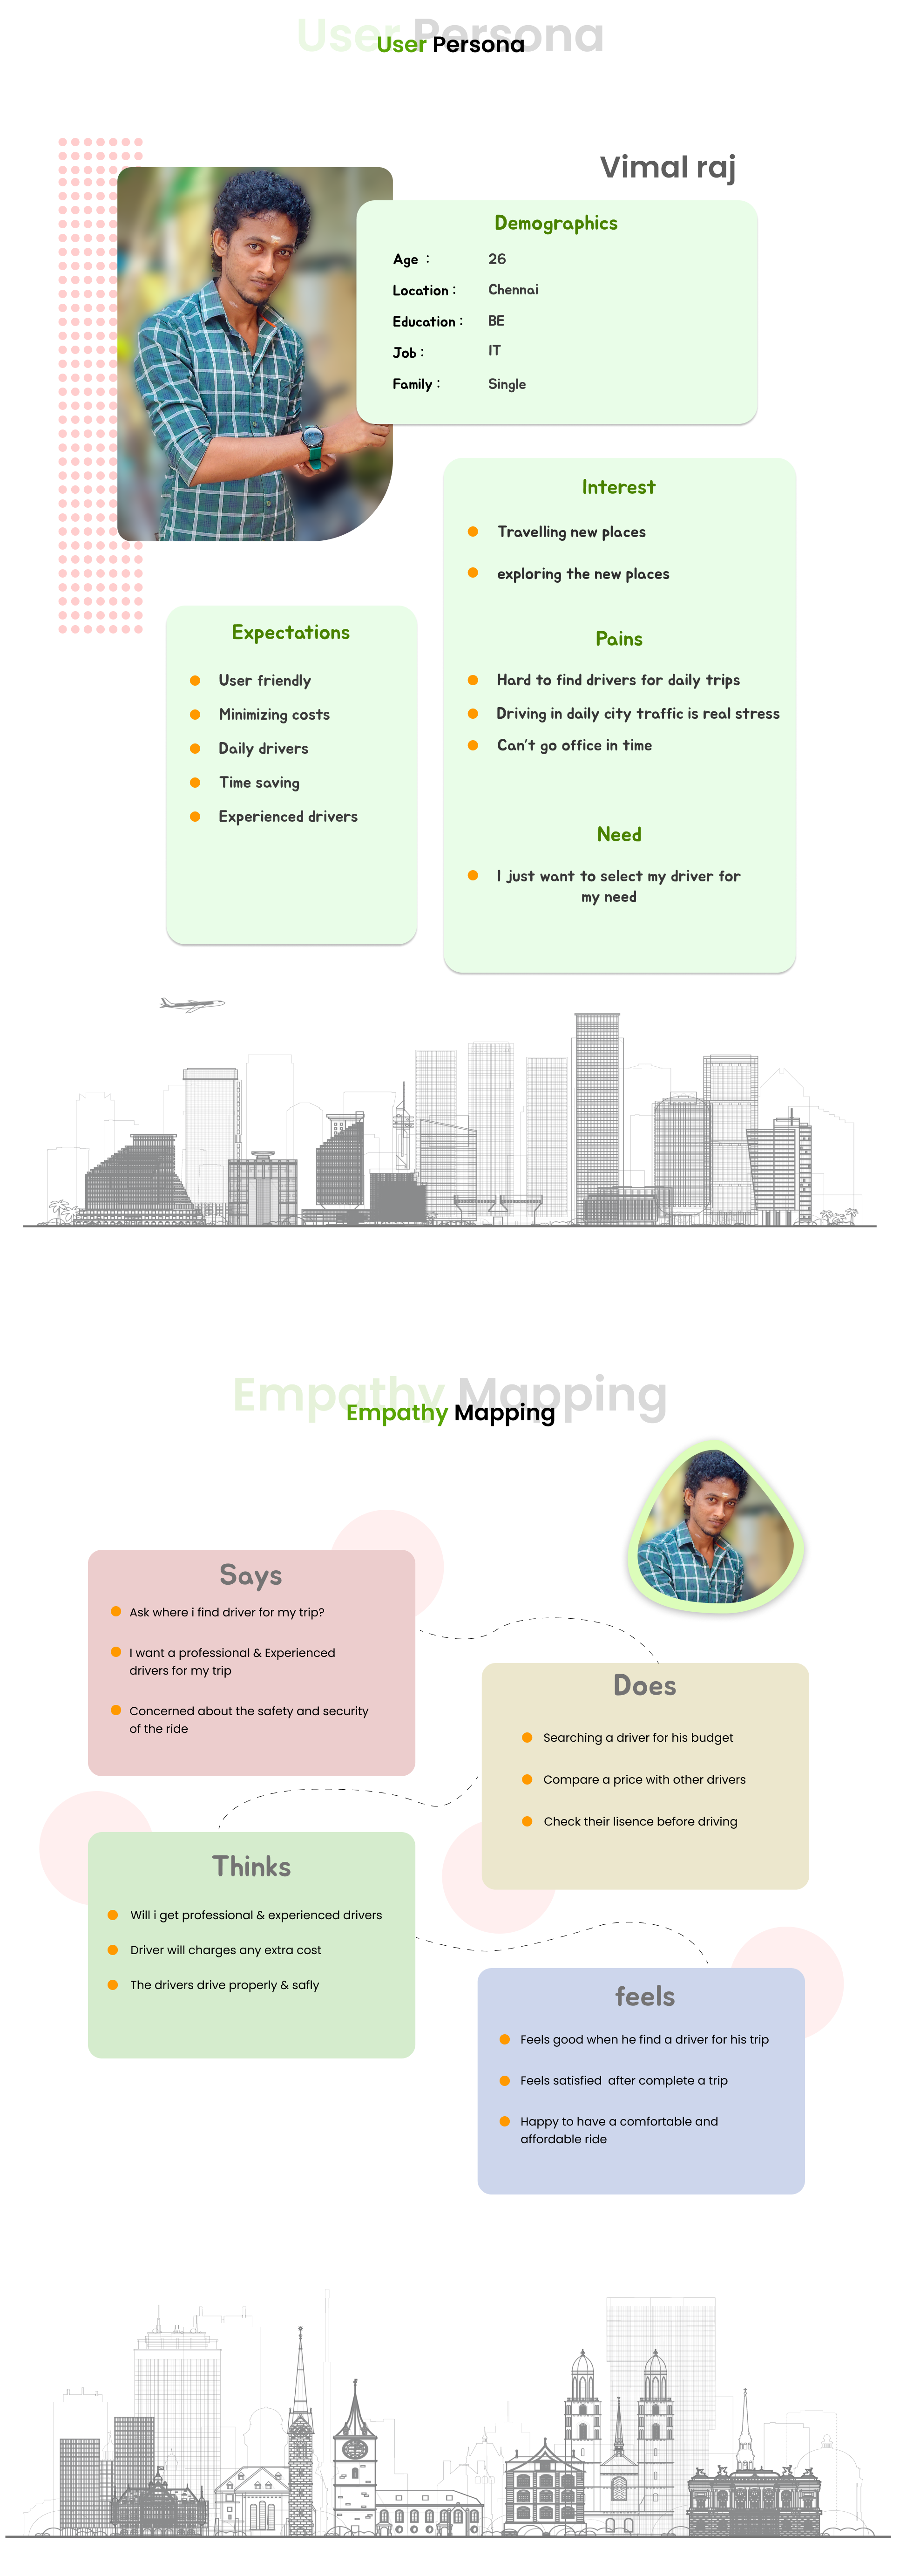 User Persona
User Persona
Vimal raj
Demographics
Age : 26
Location : Chennai
Education : BE
Job : IT
Family : Single
Interest
Travelling new places
exploring the new places
Pains
Hard to find drivers for daily trips
Driving in daily city traffic is real stress
Can't go office in time
Need
I just want to select my driver for
my need
Expectations
User friendly
Minimizing costs
Daily drivers
Time saving
Experienced drivers
Empathy Mapping
Empathy Mapping
Says
Ask where i find driver for my trip?
I want a professional & Experienced
drivers for my trip
Concerned about the safety and security
of the ride
Does
Searching a driver for his budget
Compare a price with other drivers
Check their lisence before driving
Thinks
Will i get professional & experienced drivers
Driver will charges any extra cost
The drivers drive properly & safly
feels
Feels good when he find a driver for his trip
Feels satisfied after complete a trip
Happy to have a comfortable and
affordable ride